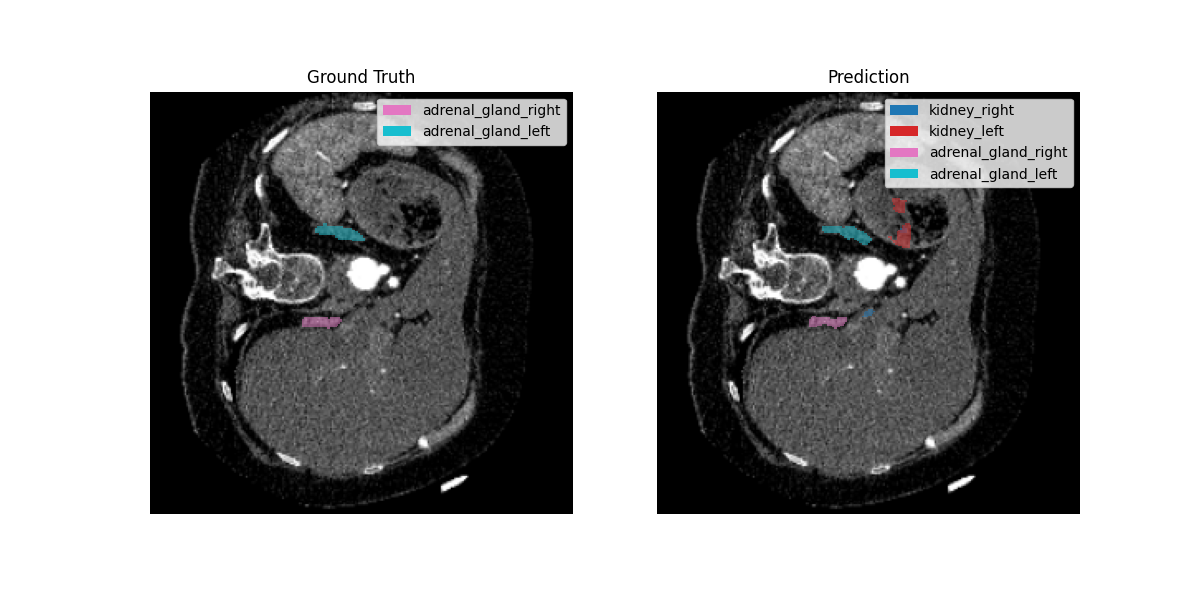 Ground Truth
adrenal_gland_right
adrenal_gland_left
Prediction
kidney_right
kidney_left
adrenal_gland_right
adrenal_gland_left